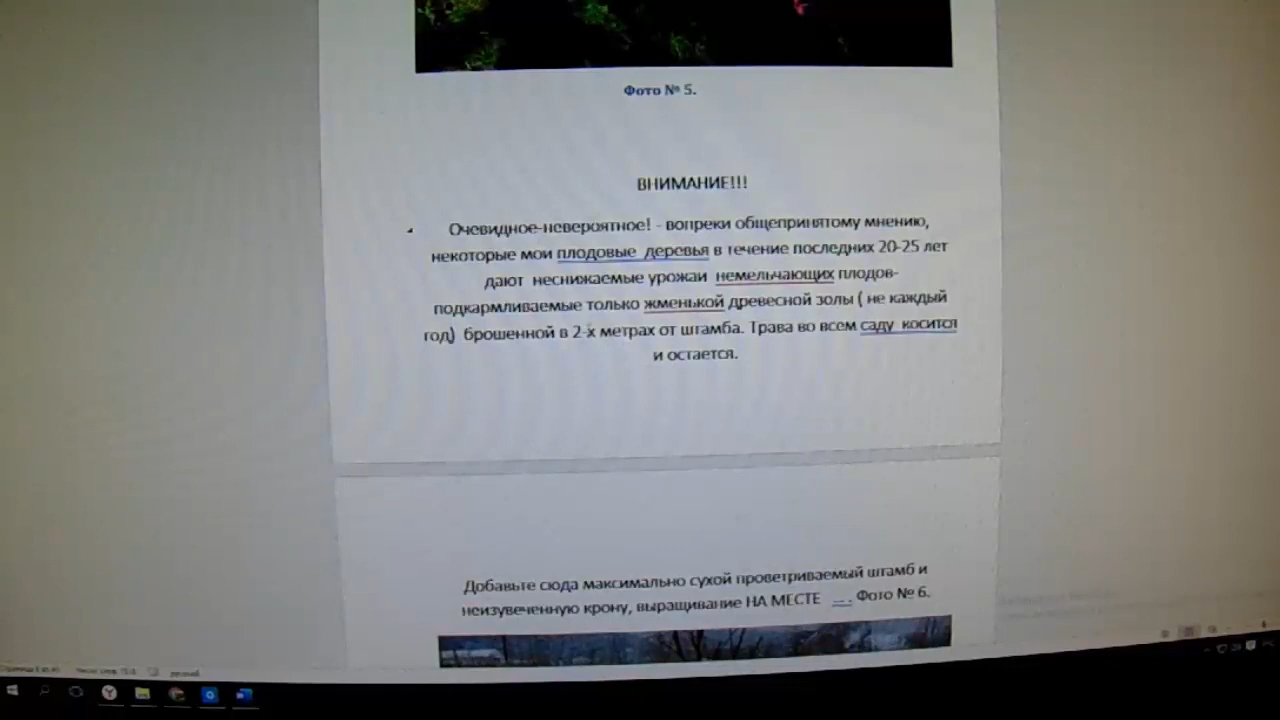 Фото № 5.
ВНИМАНИЕ!!!
Очевидное-невероятное! - вопреки общепринятому мнению,
некоторые мои плодовые деревья в течение последних 20-25 лет
дают неснижаемые урожаи немельчающих плодов-
подкармливаемые только жменькой древесной золы ( не каждый
год) брошенной в 2-х метрах от штамба. Трава во всем саду косится
и остается.
Добавьте сюда максимально сухой проветриваемый штамб и
неизувеченную крону, выращивание НА МЕСТЕ ... . Фото № 6.